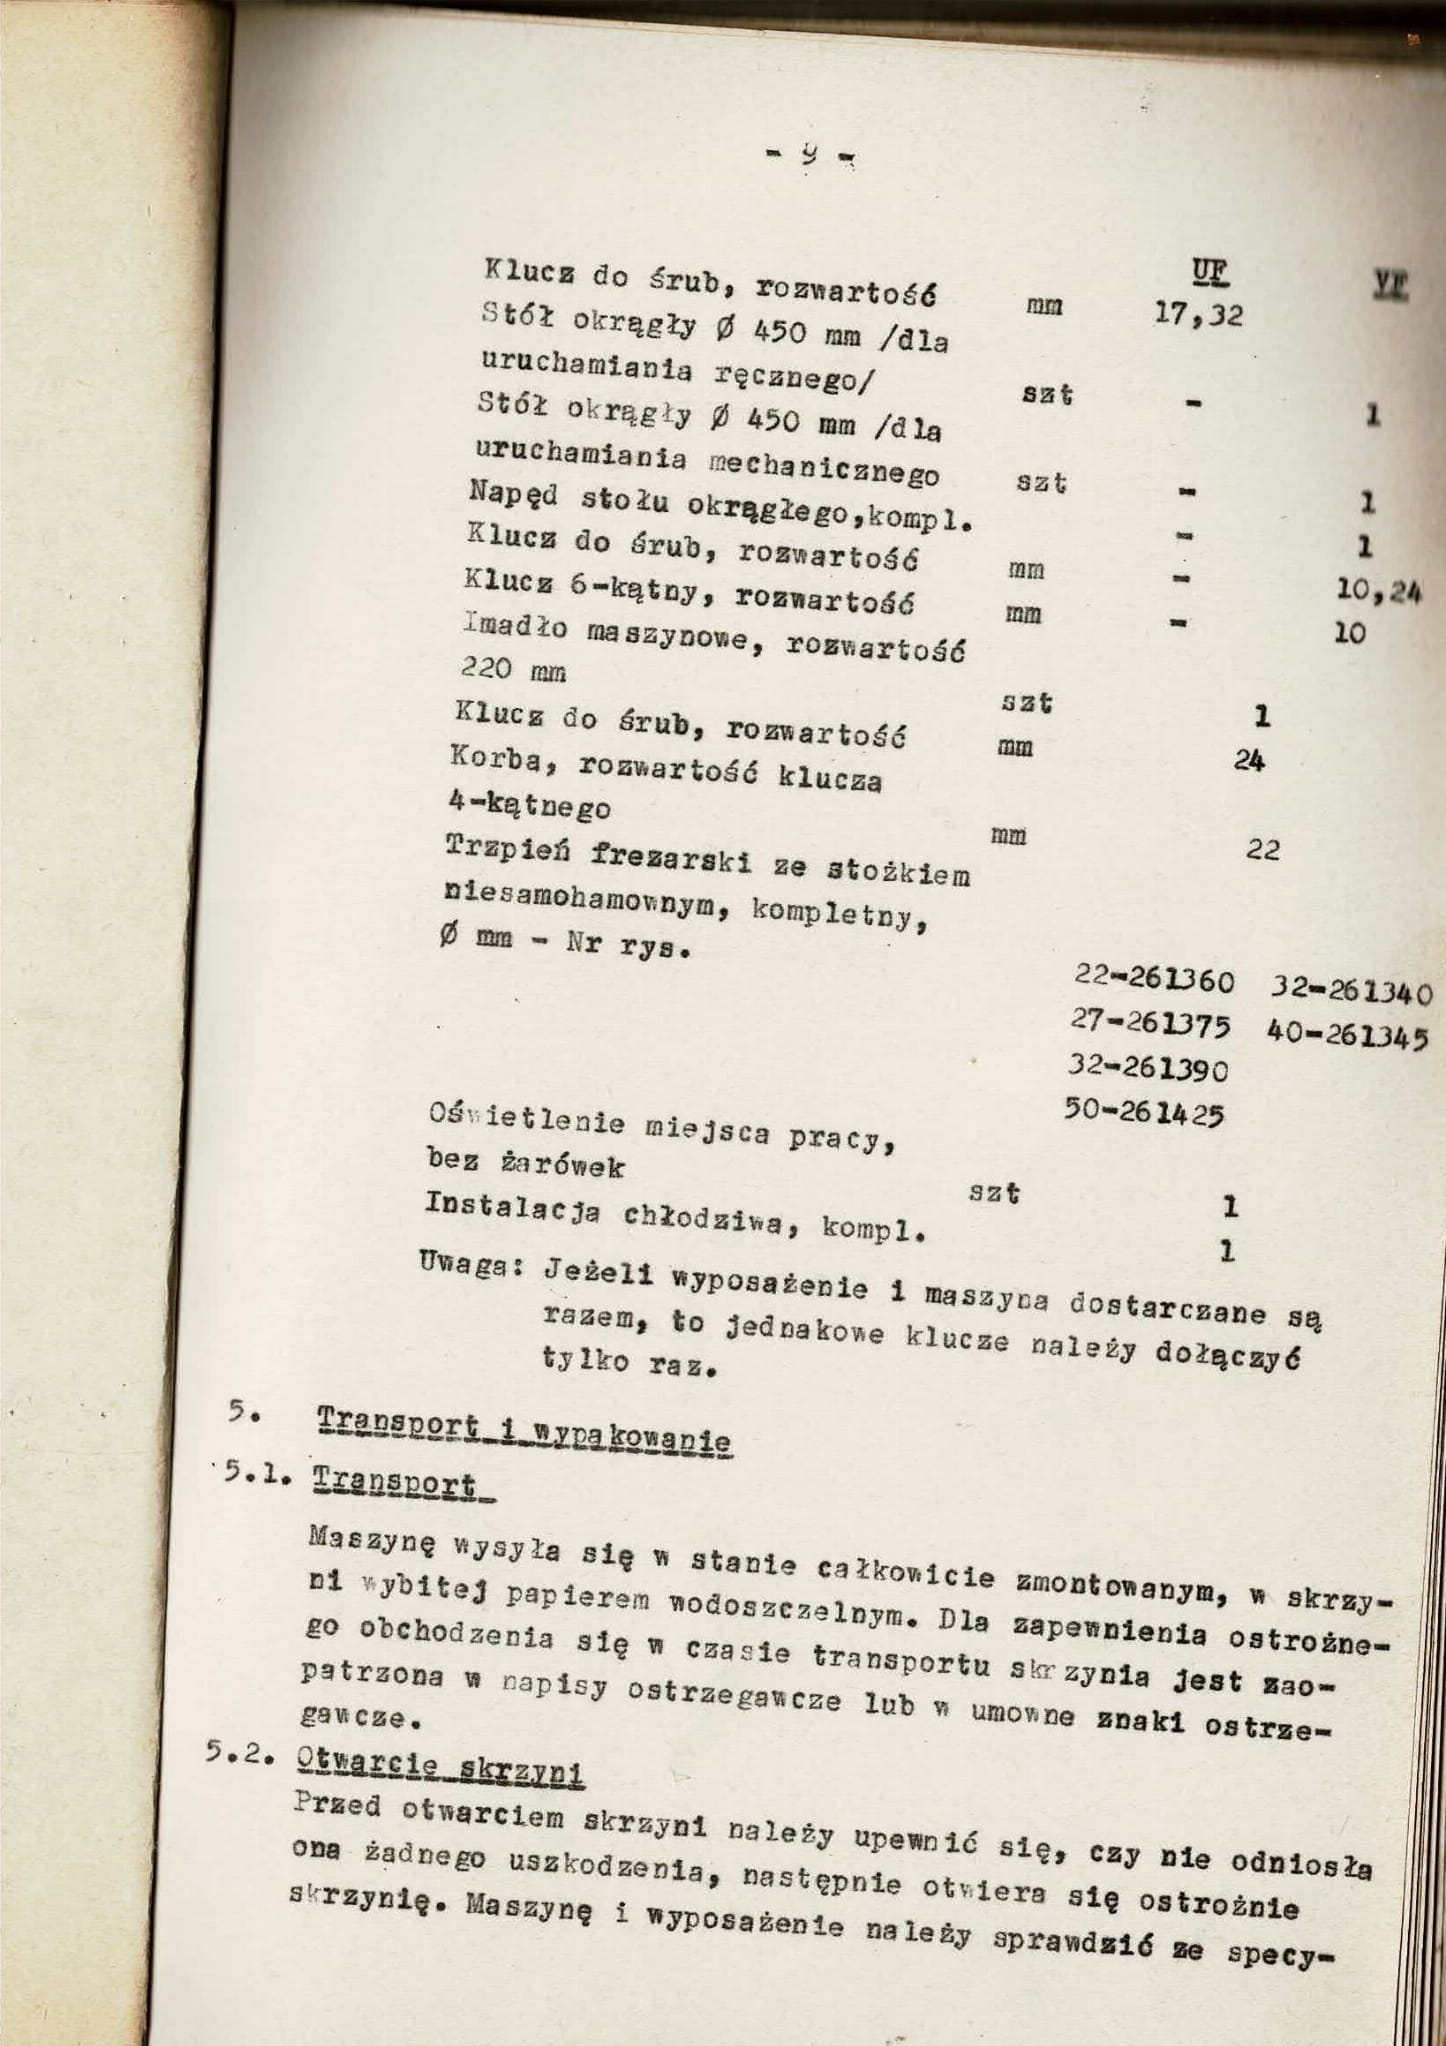 - 9 -
UF VF
Klucz do śrub, rozwartość mm 17,32
Stół okrągły Ø 450 mm /dla
uruchamiania ręcznego/ szt - 1
Stół okrągły Ø 450 mm /dla
uruchamiania mechanicznego szt - 1
Napęd stołu okrągłego,kompl. - 1
Klucz do śrub, rozwartość mm - 10,24
Klucz 6-kątny, rozwartość mm - 10
Imadło maszynowe, rozwartość
220 mm szt 1
Klucz do śrub, rozwartość mm 24
Korba, rozwartość klucza
4-kątnego mm 22
Trzpień frezarski ze stożkiem
niesamohamownym, kompletny,
Ø mm - Nr rys.
22-261360 32-261340
27-261375 40-261345
32-261390
50-261425
Oświetlenie miejsca pracy,
bez żarówek szt 1
Instalacja chłodziwa, kompl. 1
Uwaga: Jeżeli wyposażenie i maszyna dostarczane są
razem, to jednakowe klucze należy dołączyć
tylko raz.
5. Transport i wypakowanie
5.1. Transport
Maszynę wysyła się w stanie całkowicie zmontowanym, w skrzy-
ni wybitej papierem wodoszczelnym. Dla zapewnienia ostrożne-
go obchodzenia się w czasie transportu skrzynia jest zao-
patrzona w napisy ostrzegawcze lub w umowne znaki ostrze-
gawcze.
5.2. Otwarcie skrzyni
Przed otwarciem skrzyni należy upewnić się, czy nie odniosła
ona żadnego uszkodzenia, następnie otwiera się ostrożnie
skrzynię. Maszynę i wyposażenie należy sprawdzić ze specy-